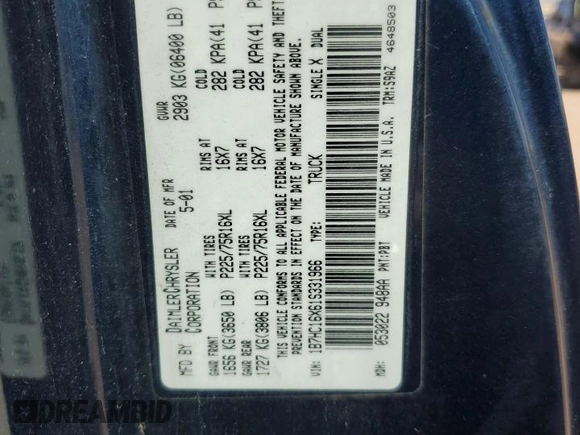 MFD BY DAIMLERCHRYSLER CORPORATION DATE OF MFR 5-01 GVWR 2903 KG(06400 LB)
GAWR FRONT WITH TIRES RIMS AT COLD
1656 KG(3650 LB) P225/75R16XL 16X7 282 KPA(41
GAWR REAR WITH TIRES RIMS AT COLD
1727 KG(3806 LB) P225/75R16XL 16X7 282 KPA(41
THIS VEHICLE CONFORMS TO ALL APPLICABLE FEDERAL MOTOR VEHICLE SAFETY AND THEFT
PREVENTION STANDARDS IN EFFECT ON THE DATE OF MANUFACTURE SHOWN ABOVE.
VIN: 1B7HC16X61S331966 TYPE: TRUCK SINGLE X DUAL
MDH: 053022 948AA PNT:PBT VEHICLE MADE IN U.S.A. TRM:S9AZ 4648503
DREAMBID